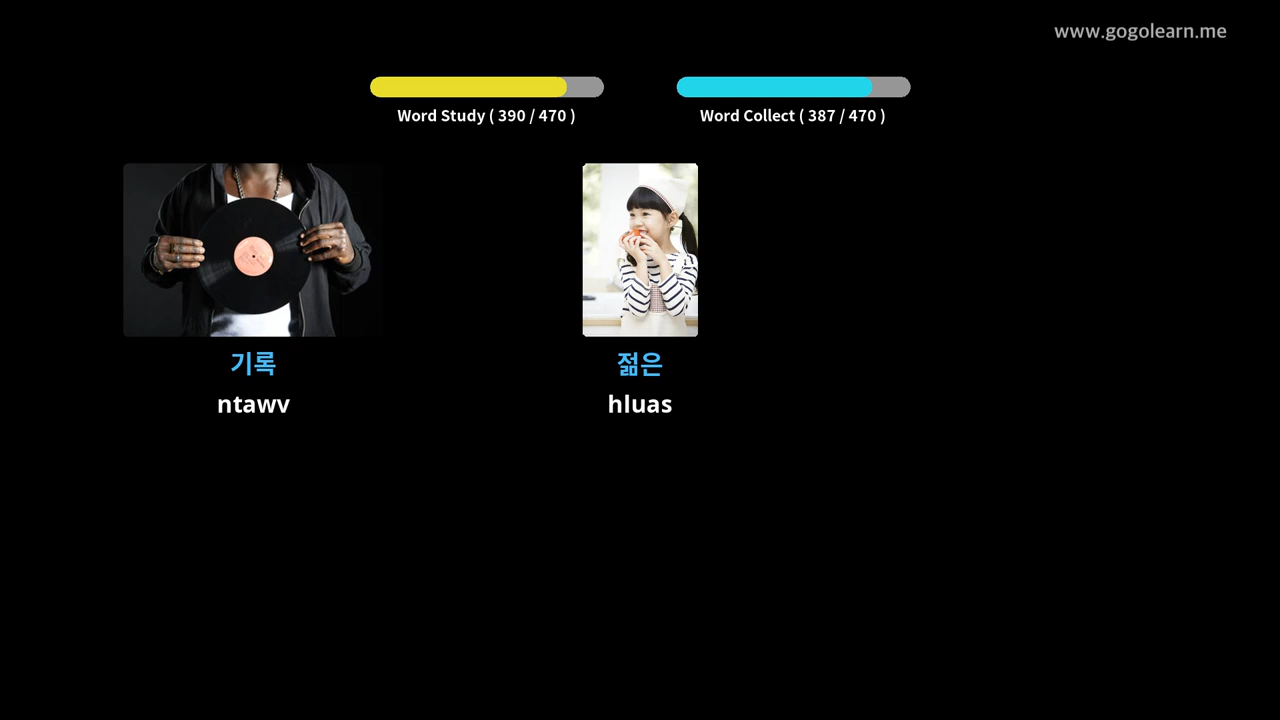 www.gogolearn.me
Word Study ( 390 / 470 )
Word Collect ( 387 / 470 )
기록
ntawv
젊은
hluas